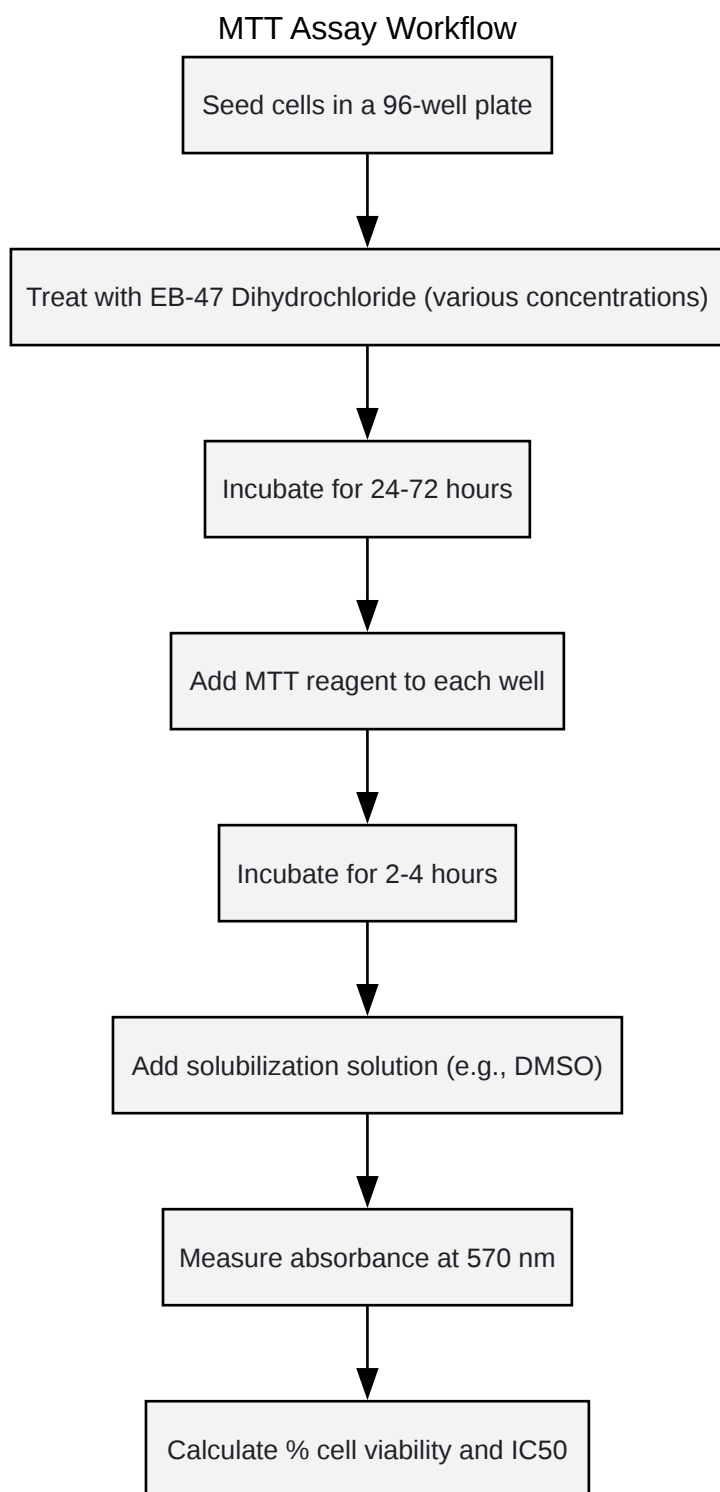 MTT Assay Workflow
Seed cells in a 96-well plate
Treat with EB-47 Dihydrochloride (various concentrations)
Incubate for 24-72 hours
Add MTT reagent to each well
Incubate for 2-4 hours
Add solubilization solution (e.g., DMSO)
Measure absorbance at 570 nm
Calculate % cell viability and IC50